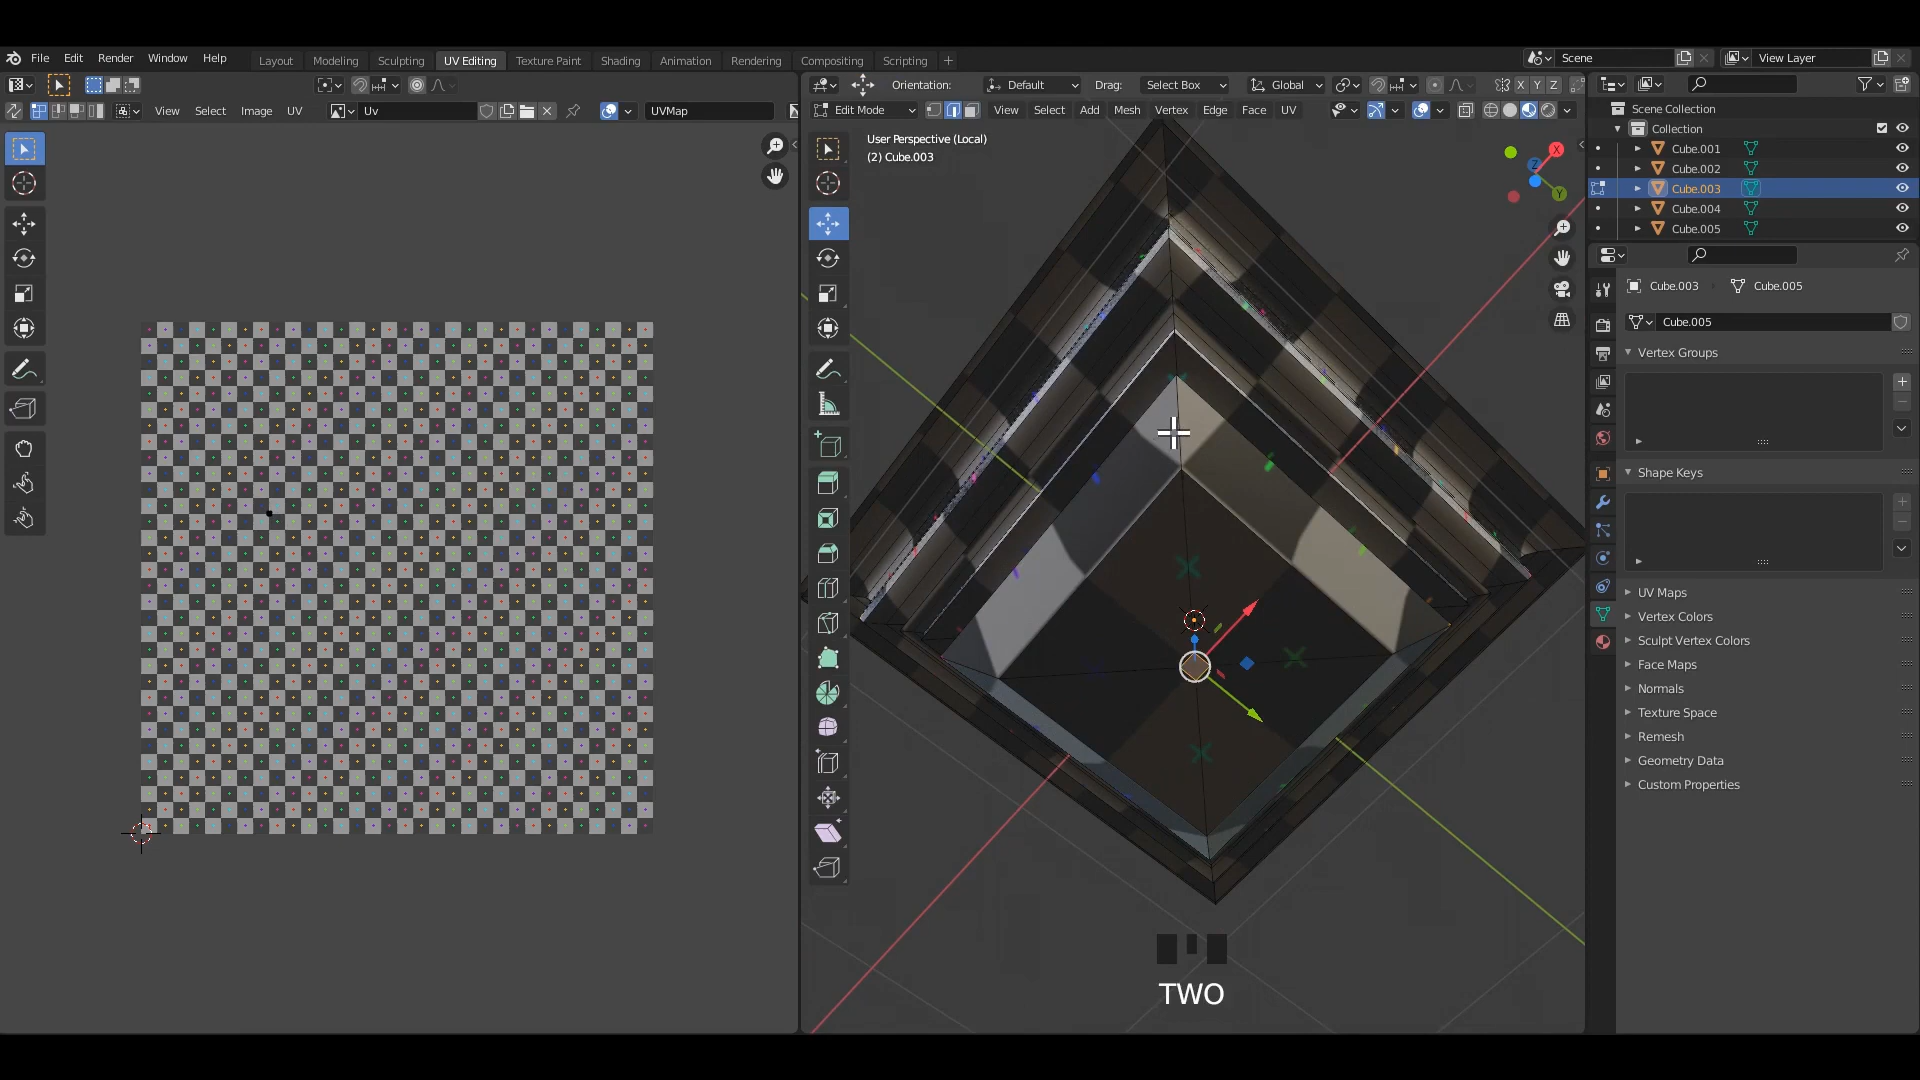 File Edit Render Window Help
Layout Modeling Sculpting UV Editing Texture Paint Shading Animation Rendering Compositing Scripting +
Scene
View Layer
Orientation: Default Drag: Select Box Global X Y Z
View Select Image UV Uv UVMap
Edit Mode View Select Add Mesh Vertex Edge Face UV
User Perspective (Local)
(2) Cube.003
X
Y
Z
Scene Collection
Collection
Cube.001
Cube.002
Cube.003
Cube.004
Cube.005
Cube.003 Cube.005
Cube.005
Vertex Groups
Shape Keys
UV Maps
Vertex Colors
Sculpt Vertex Colors
Face Maps
Normals
Texture Space
Remesh
Geometry Data
Custom Properties
TWO